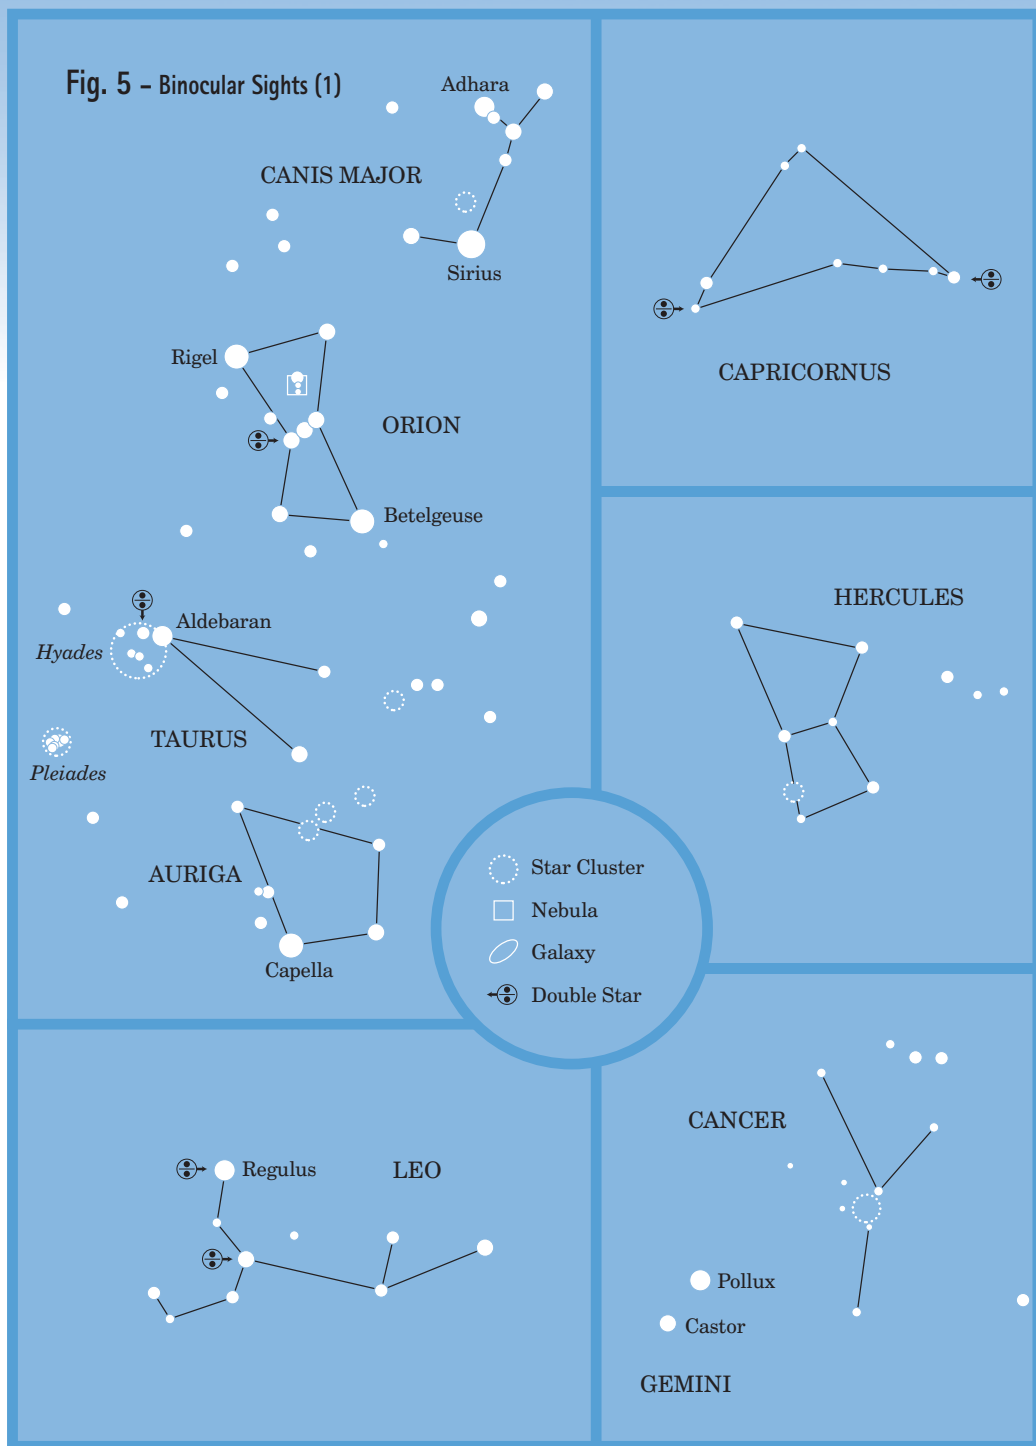 Fig. 5 – Binocular Sights (1)
Adhara
CANIS MAJOR
Sirius
Rigel
ORION
Betelgeuse
Aldebaran
Hyades
TAURUS
Pleiades
AURIGA
Capella
CAPRICORNUS
HERCULES
Star Cluster
Nebula
Galaxy
Double Star
Regulus
LEO
CANCER
Pollux
Castor
GEMINI